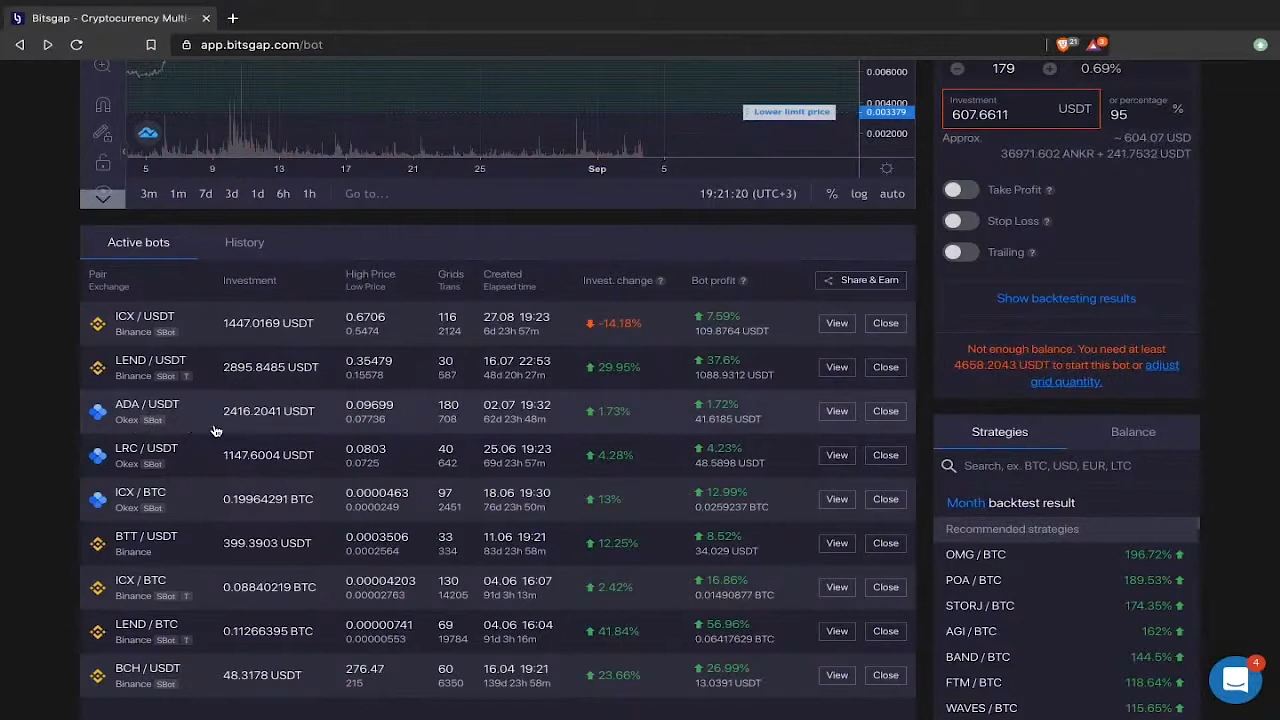 Bitsgap - Cryptocurrency Multi-
app.bitsgap.com/bot
21
3
0.006000
0.004000
Lower limit price
0.003379
0.002000
5 9 13 17 21 25 Sep 5
3m 1m 7d 3d 1d 6h 1h Go to... 19:21:20 (UTC+3) % log auto
179 0.69%
Investment
607.6611 USDT
or percentage
95 %
Approx. ~ 604.07 USD
36971.602 ANKR + 241.7532 USDT
Take Profit ?
Stop Loss ?
Trailing ?
Show backtesting results
Not enough balance. You need at least
4658.2043 USDT to start this bot or adjust
grid quantity.
Active bots History
Pair Investment High Price Grids Created Invest. change ? Bot profit ? Share & Earn
Exchange Low Price Trans Elapsed time
ICX / USDT 1447.0169 USDT 0.6706 116 27.08 19:23 -14.18% 7.59% View Close
Binance SBot 0.5474 2124 6d 23h 57m 109.8764 USDT
LEND / USDT 2895.6485 USDT 0.35479 30 16.07 22:53 29.95% 37.6% View Close
Binance SBot T 0.15578 587 48d 20h 27m 1088.9312 USDT
ADA / USDT 2416.2041 USDT 0.09699 180 02.07 19:32 1.73% 1.72% View Close
Okex SBot 0.07736 708 62d 23h 48m 41.6185 USDT
LRC / USDT 1147.6004 USDT 0.0803 40 25.06 19:23 4.28% 4.23% View Close
Okex SBot 0.0725 642 69d 23h 57m 48.5898 USDT
ICX / BTC 0.19964291 BTC 0.0000463 97 18.06 19:30 13% 12.99% View Close
Okex SBot 0.0000249 2451 76d 23h 50m 0.0259237 BTC
BTT / USDT 399.3903 USDT 0.0003506 33 11.06 19:21 12.25% 8.52% View Close
Binance 0.0002564 334 83d 23h 58m 34.029 USDT
ICX / BTC 0.08840219 BTC 0.00004203 130 04.06 16:07 2.42% 16.86% View Close
Binance SBot T 0.00002763 14205 91d 3h 13m 0.01490877 BTC
LEND / BTC 0.11266395 BTC 0.00000741 69 04.06 16:04 41.84% 56.96% View Close
Binance SBot T 0.00000553 19784 91d 3h 16m 0.06417629 BTC
BCH / USDT 48.3178 USDT 276.47 60 16.04 19:21 23.66% 26.99% View Close
Binance SBot 215 6350 139d 23h 58m 13.0391 USDT
Strategies Balance
Search, ex. BTC, USD, EUR, LTC
Month backtest result
Recommended strategies
OMG / BTC 196.72%
POA / BTC 189.53%
STORJ / BTC 174.35%
AGI / BTC 162%
BAND / BTC 144.5%
FTM / BTC 118.64%
WAVES / BTC 115.65%
4